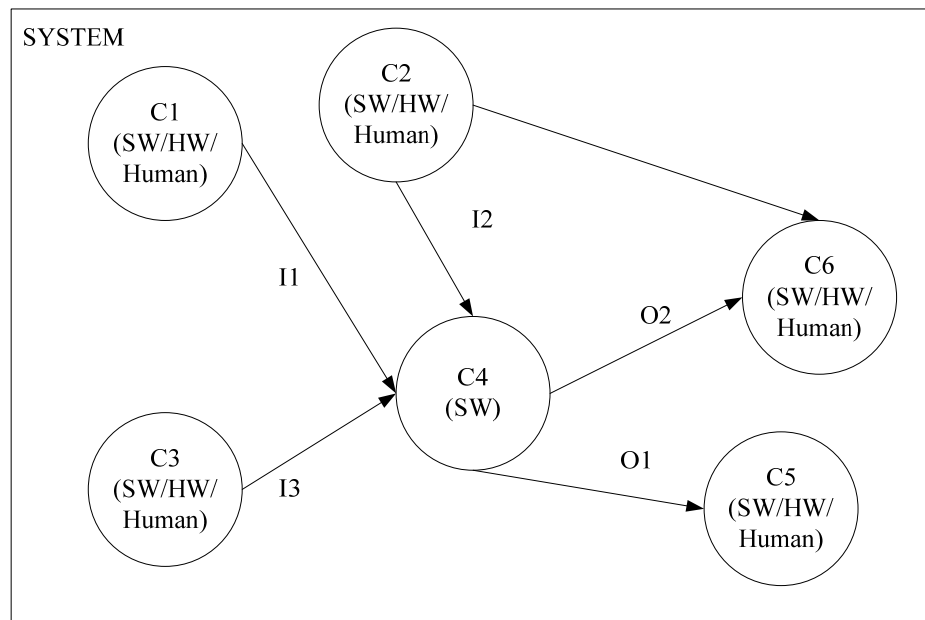 SYSTEM
C1
(SW/HW/
Human)
C2
(SW/HW/
Human)
I2
I1
C6
(SW/HW/
Human)
O2
C4
(SW)
C3
(SW/HW/
Human)
I3
O1
C5
(SW/HW/
Human)